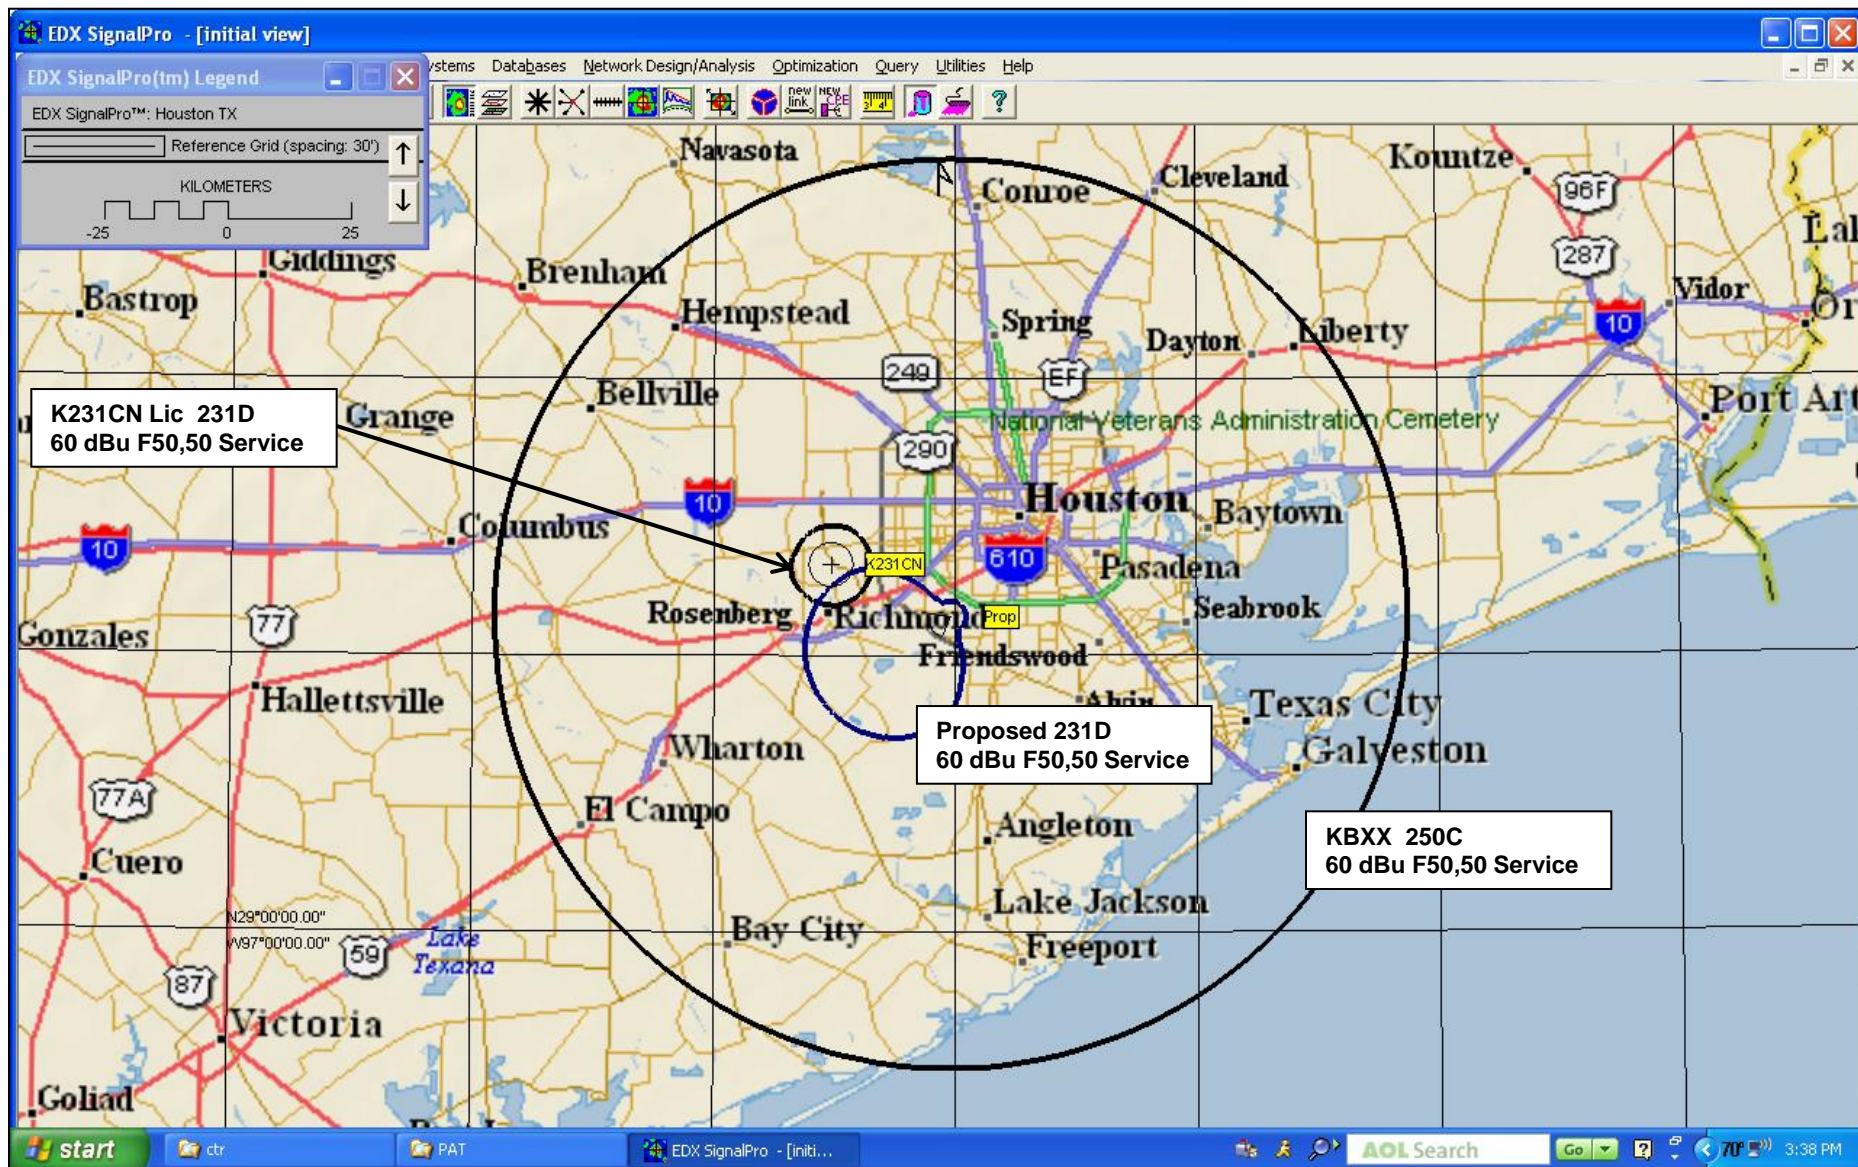 EDX SignalPro - [initial view]
EDX SignalPro(tm) Legend
ystems Databases Network Design/Analysis Optimization Query Utilities Help
EDX SignalPro™: Houston TX
new link
NEW CPE
Reference Grid (spacing: 30')
KILOMETERS
-25 0 25
Navasota
Conroe
Cleveland
Kountze
96F
287
Giddings
Brenham
Bastrop
Hempstead
Spring
Dayton
Liberty
Vidor
10
249
EF
Bellville
Grange
National Veterans Administration Cemetery
Port Art
K231CN Lic 231D
60 dBu F50,50 Service
290
10
Houston
Baytown
Columbus
10
610
Pasadena
K231CN
Rosenberg
Richmond
Prop
Seabrook
Gonzales
77
Friendswood
Hallettsville
Alvin
Texas City
Proposed 231D
60 dBu F50,50 Service
Wharton
Galveston
77A
El Campo
Angleton
KBXX 250C
60 dBu F50,50 Service
Cuero
Lake Jackson
N29°00'00.00"
W97°00'00.00"
Bay City
Freeport
59
Lake
Texana
87
Victoria
Goliad
start
ctr
PAT
EDX SignalPro - [initi...
AOL Search
Go
70°
3:38 PM